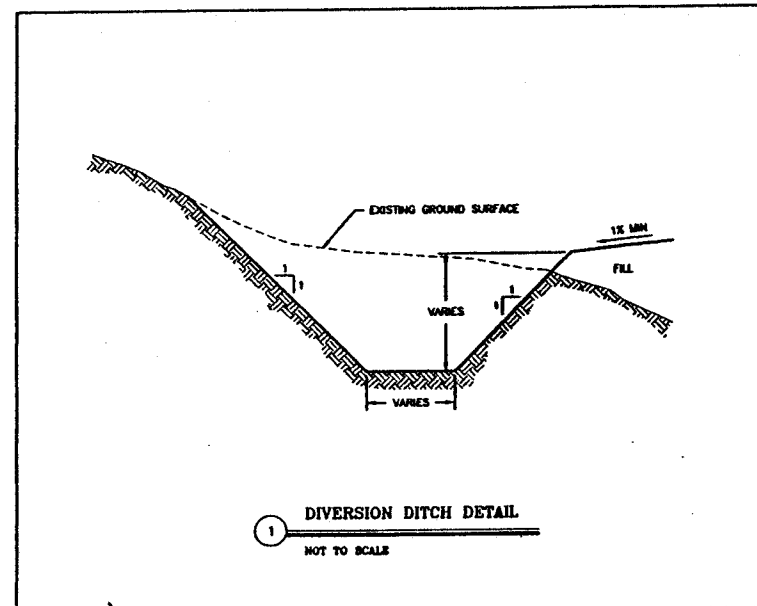 EXISTING GROUND SURFACE
1% MIN
FILL
1
1
1
1
VARIES
VARIES
1
DIVERSION DITCH DETAIL
NOT TO SCALE